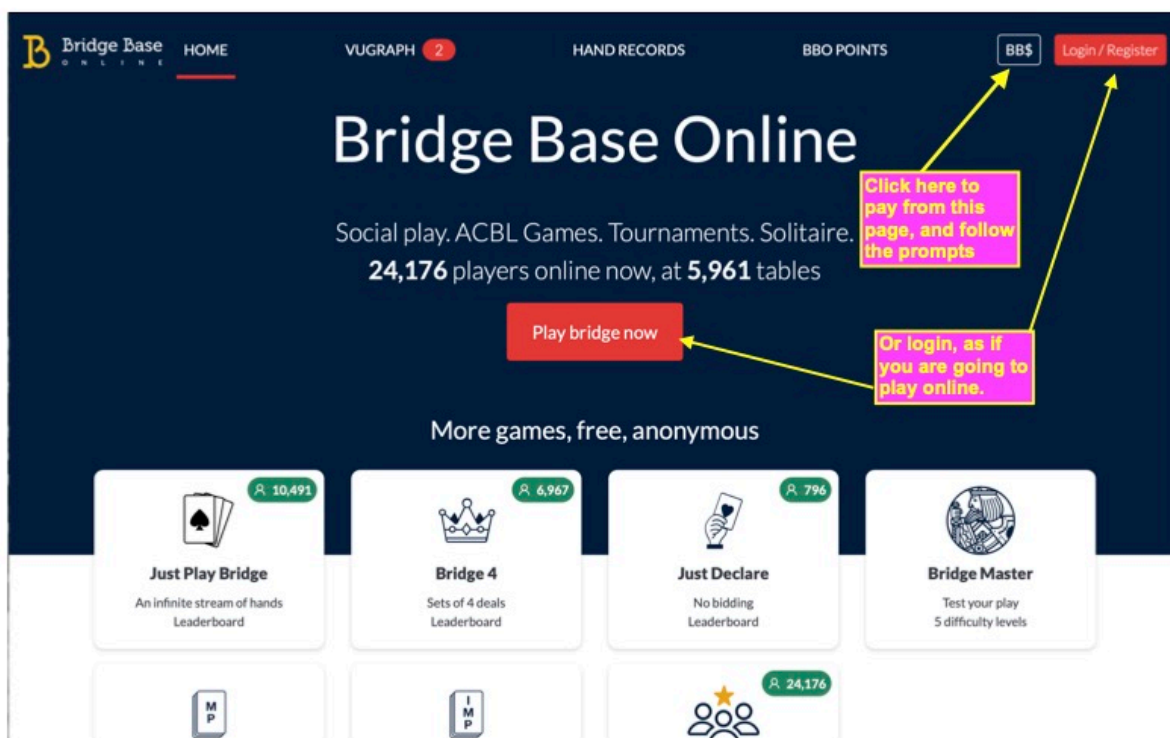 B Bridge Base
ONLINE
HOME
VUGRAPH 2
HAND RECORDS
BBO POINTS
BB$
Login / Register
Bridge Base Online
Click here to
pay from this
page, and follow
the prompts
Social play. ACBL Games. Tournaments. Solitaire.
24,176 players online now, at 5,961 tables
Play bridge now
Or login, as if
you are going to
play online.
More games, free, anonymous
10,491
Just Play Bridge
An infinite stream of hands
Leaderboard
6,967
Bridge 4
Sets of 4 deals
Leaderboard
796
Just Declare
No bidding
Leaderboard
Bridge Master
Test your play
5 difficulty levels
M
P
I
M
P
24,176